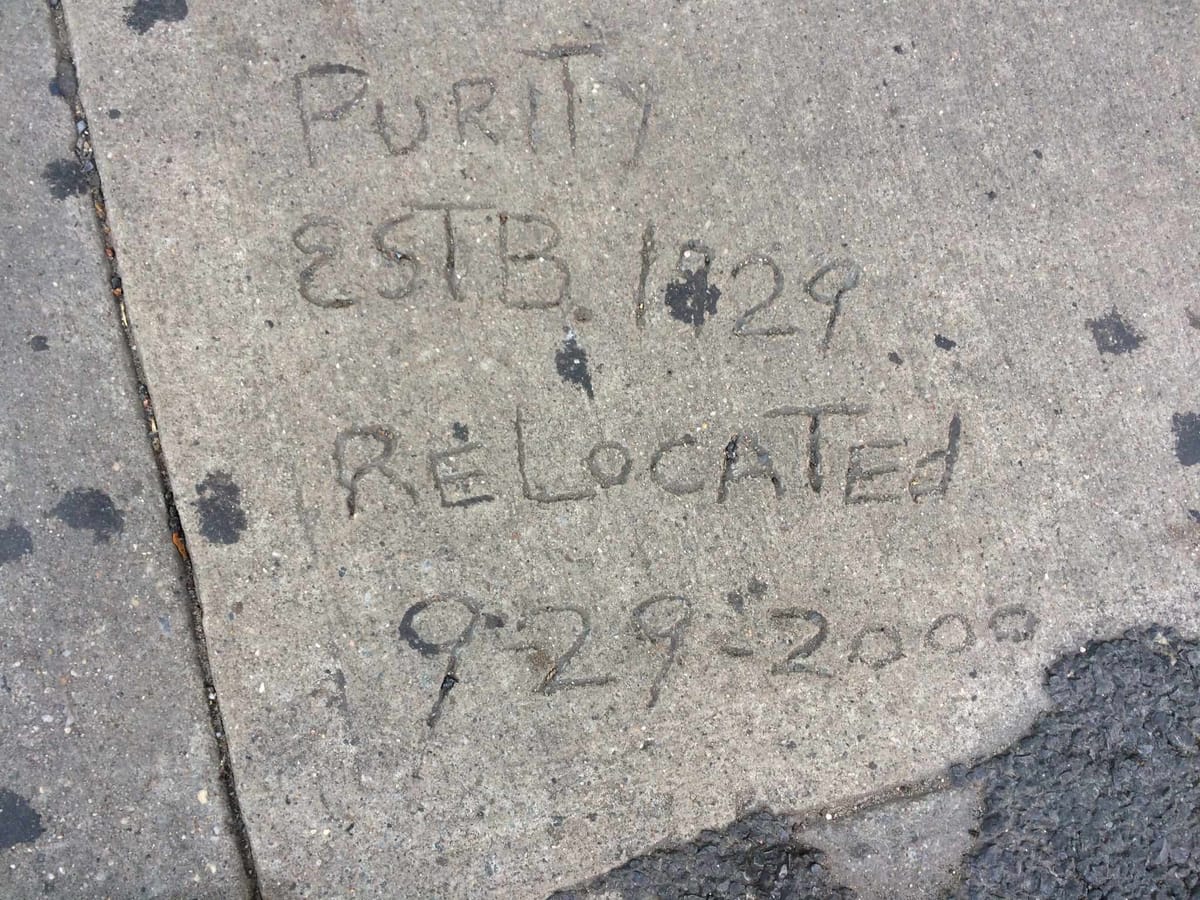 PURITY
ESTB. 1929
RELOCATEd
9-29-2000